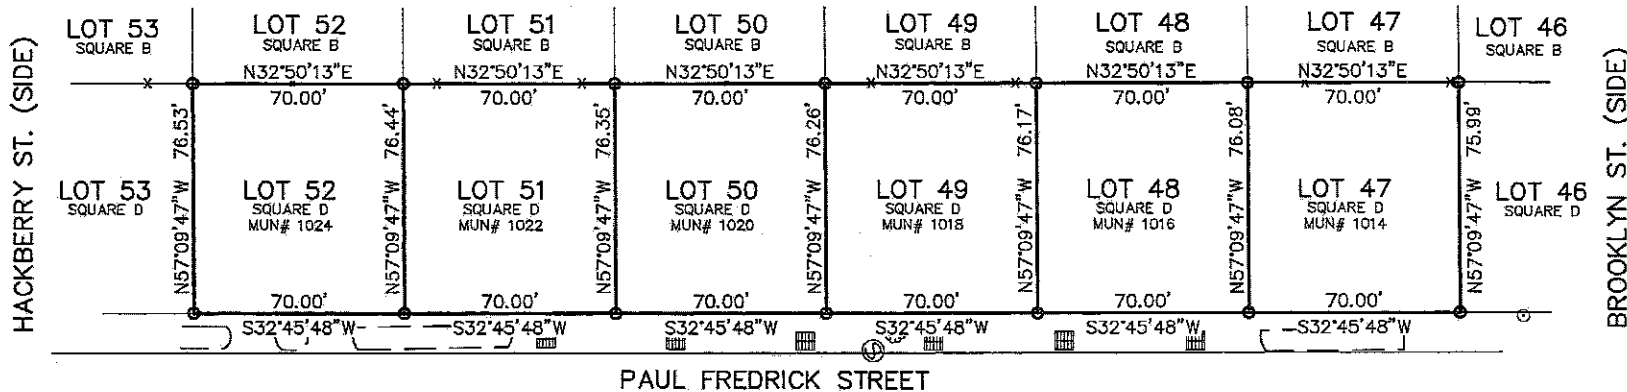 HACKBERRY ST. (SIDE)
LOT 53
SQUARE B
LOT 52
SQUARE B
LOT 51
SQUARE B
LOT 50
SQUARE B
LOT 49
SQUARE B
LOT 48
SQUARE B
LOT 47
SQUARE B
LOT 46
SQUARE B
N32°50'13"E
N32°50'13"E
N32°50'13"E
N32°50'13"E
N32°50'13"E
N32°50'13"E
70.00'
70.00'
70.00'
70.00'
70.00'
70.00'
N57°09'47"W 76.53'
N57°09'47"W 76.44'
N57°09'47"W 76.35'
N57°09'47"W 76.26'
N57°09'47"W 76.17'
N57°09'47"W 76.08'
N57°09'47"W 75.99'
LOT 53
SQUARE D
LOT 52
SQUARE D
MUN# 1024
LOT 51
SQUARE D
MUN# 1022
LOT 50
SQUARE D
MUN# 1020
LOT 49
SQUARE D
MUN# 1018
LOT 48
SQUARE D
MUN# 1016
LOT 47
SQUARE D
MUN# 1014
LOT 46
SQUARE D
70.00'
70.00'
70.00'
70.00'
70.00'
70.00'
S32°45'48"W
S32°45'48"W
S32°45'48"W
S32°45'48"W
S32°45'48"W
S32°45'48"W
PAUL FREDRICK STREET
BROOKLYN ST. (SIDE)